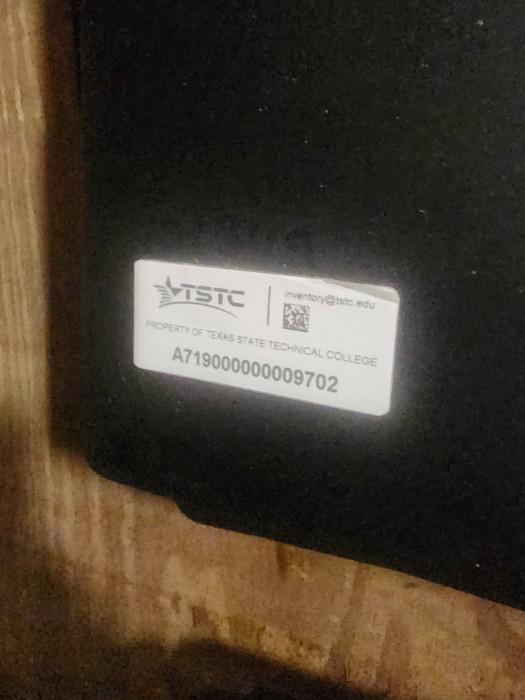 TSTC
inventory@tstc.edu
PROPERTY OF TEXAS STATE TECHNICAL COLLEGE
A719000000009702